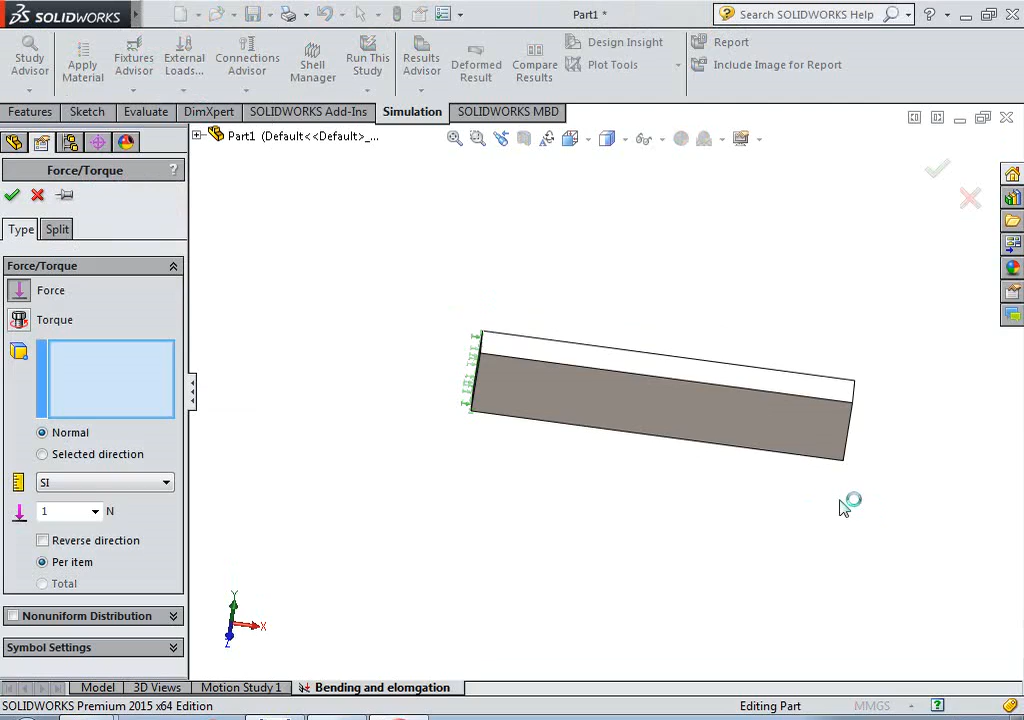 SOLIDWORKS
Part1 *
Search SOLIDWORKS Help
Study Advisor
Apply Material
Fixtures Advisor
External Loads...
Connections Advisor
Shell Manager
Run This Study
Results Advisor
Deformed Result
Compare Results
Design Insight
Plot Tools
Report
Include Image for Report
Features
Sketch
Evaluate
DimXpert
SOLIDWORKS Add-Ins
Simulation
SOLIDWORKS MBD
Part1 (Default<<Default>_...
Force/Torque
?
Type
Split
Force/Torque
Force
Torque
Normal
Selected direction
SI
1
N
Reverse direction
Per item
Total
Nonuniform Distribution
Symbol Settings
Y
X
Z
Model
3D Views
Motion Study 1
Bending and elomgation
SOLIDWORKS Premium 2015 x64 Edition
Editing Part
MMGS